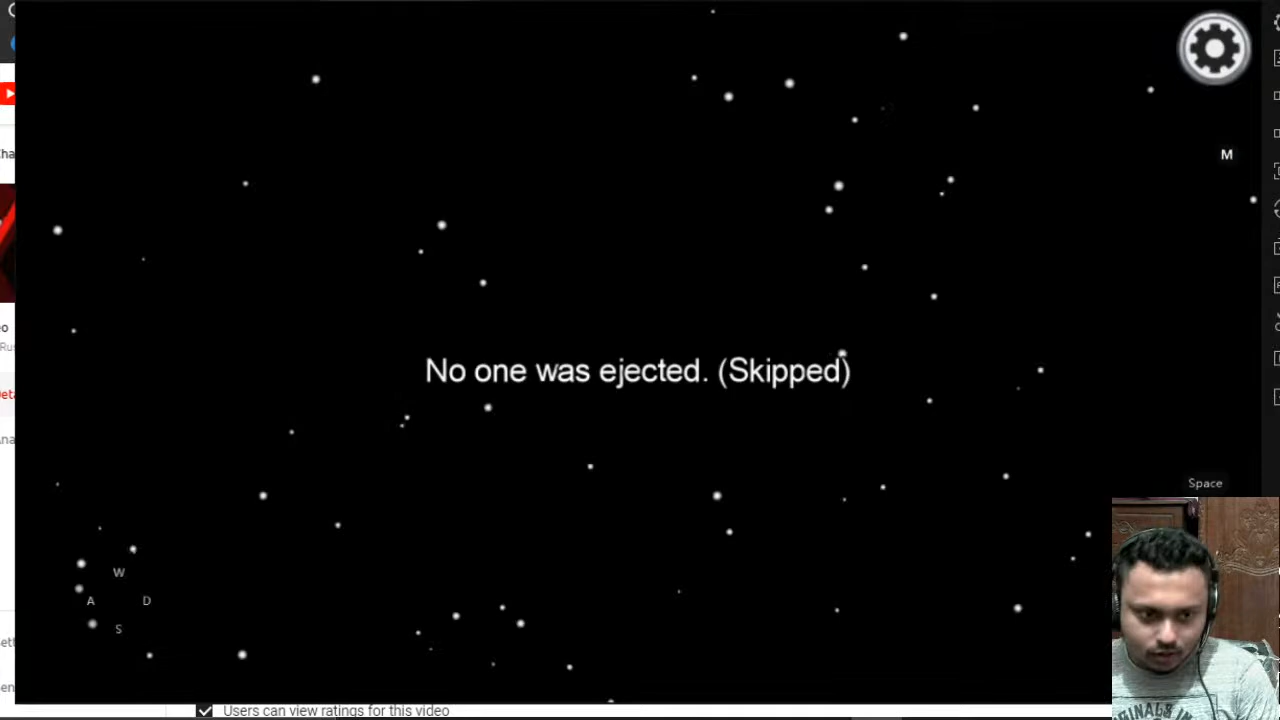 M
No one was ejected. (Skipped)
Space
W
A D
S
Users can view ratings for this video